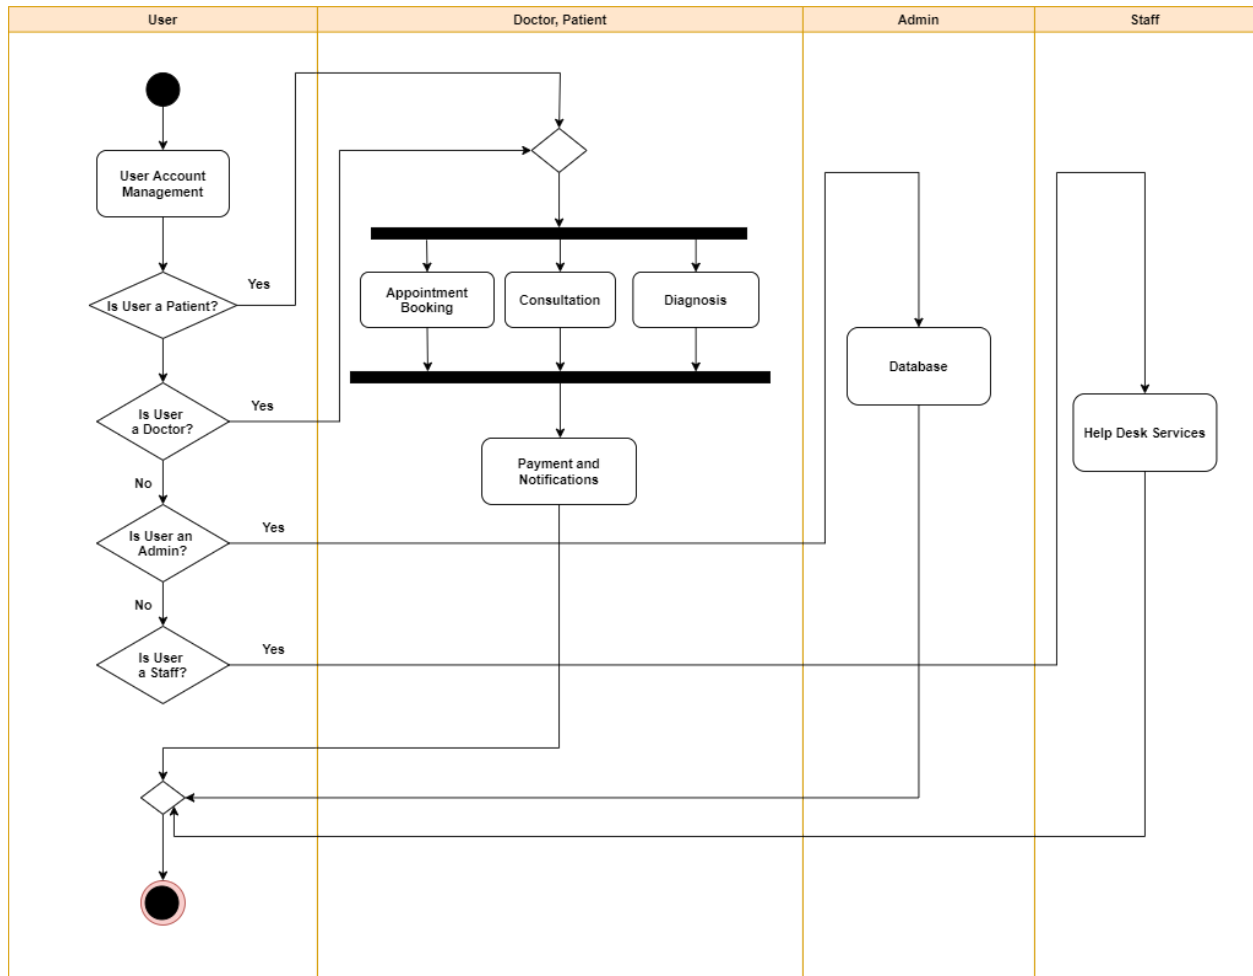 User
Doctor, Patient
Admin
Staff
User Account
Management
Yes
Is User a Patient?
Appointment
Booking
Consultation
Diagnosis
Database
Is User
a Doctor?
Yes
Help Desk Services
Payment and
Notifications
No
Is User an
Admin?
Yes
No
Is User
a Staff?
Yes